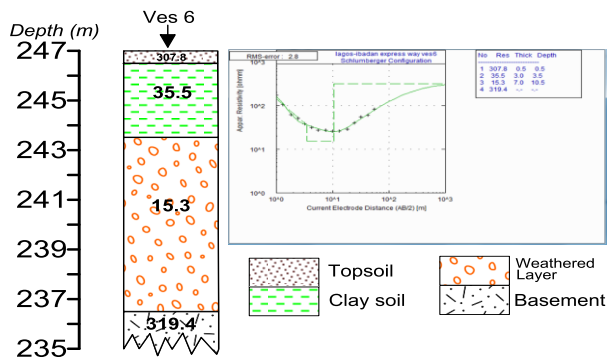 Ves 6
Depth (m)
247
245
243
241
239
237
235
307.8
35.5
15.3
319.4
RMS-error : 2.8
lagos-ibadan express way ves6
Schlumberger Configuration
Appar. Resistivity [ohmm]
10^3
10^2
10^1
10^0
10^0 10^1 10^2 10^3
Current Electrode Distance (AB/2) [m]
No Res Thick Depth
1 307.8 0.5 0.5
2 35.5 3.0 3.5
3 15.3 7.0 10.5
4 319.4 -.- -.-
Topsoil
Clay soil
Weathered
Layer
Basement